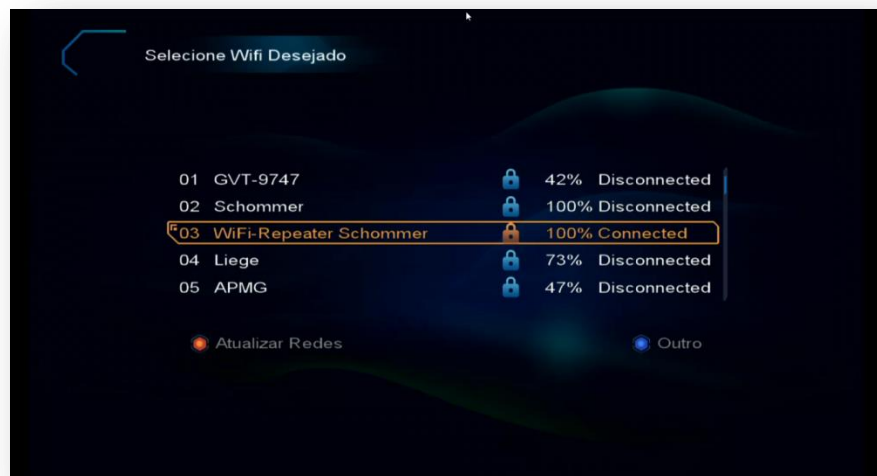 Selecione Wifi Desejado
01 GVT-9747 42% Disconnected
02 Schommer 100% Disconnected
03 WiFi-Repeater Schommer 100% Connected
04 Liege 73% Disconnected
05 APMG 47% Disconnected
Atualizar Redes Outro